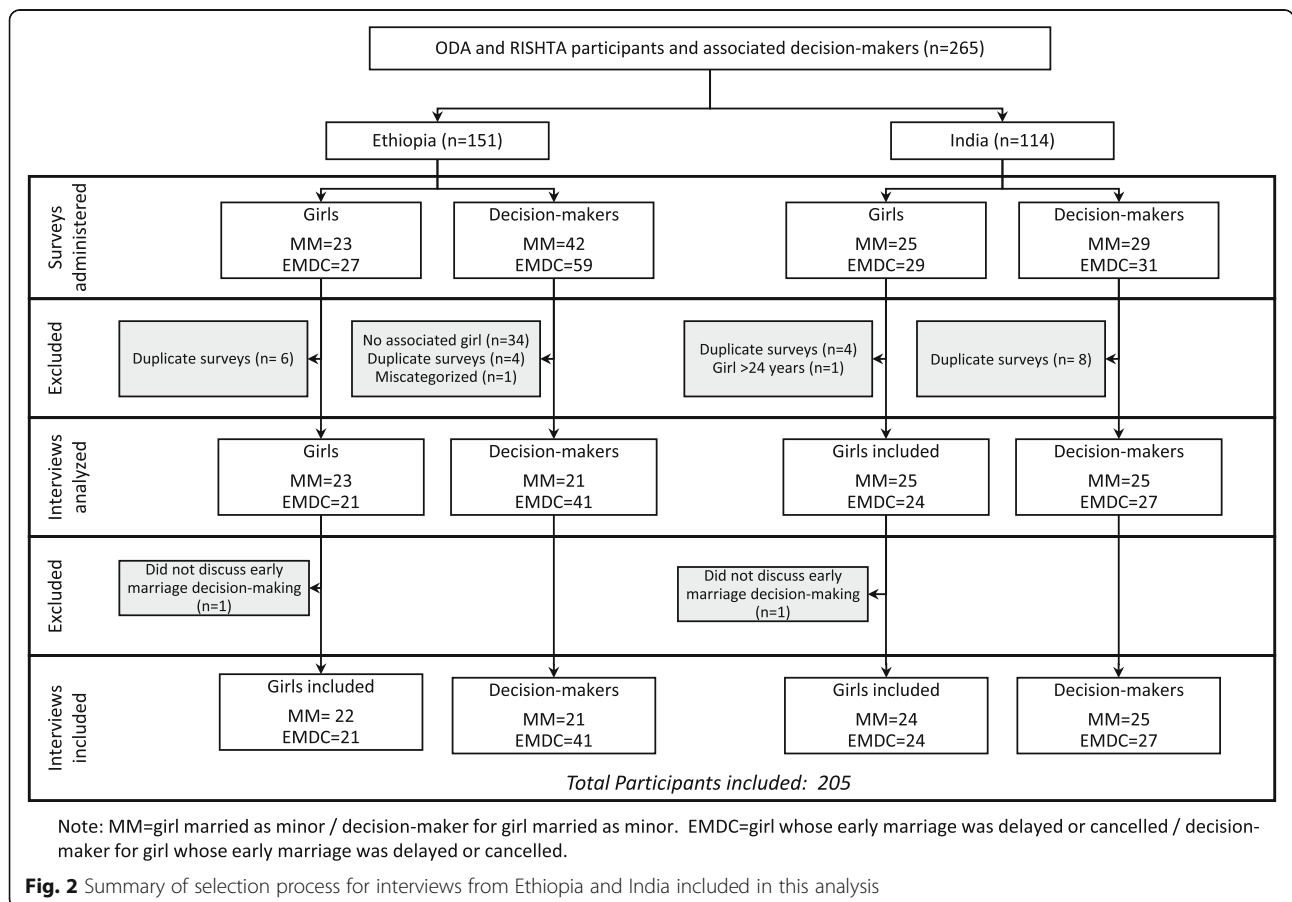 ODA and RISHTA participants and associated decision-makers (n=265)
Ethiopia (n=151)
India (n=114)
Surveys
administered
Girls
MM=23
EMDC=27
Decision-makers
MM=42
EMDC=59
Girls
MM=25
EMDC=29
Decision-makers
MM=29
EMDC=31
Excluded
Duplicate surveys (n= 6)
No associated girl (n=34)
Duplicate surveys (n=4)
Miscategorized (n=1)
Duplicate surveys (n=4)
Girl >24 years (n=1)
Duplicate surveys (n= 8)
Interviews
analyzed
Girls
MM=23
EMDC=21
Decision-makers
MM=21
EMDC=41
Girls included
MM=25
EMDC=24
Decision-makers
MM=25
EMDC=27
Excluded
Did not discuss early
marriage decision-making
(n=1)
Did not discuss early
marriage decision-making
(n=1)
Interviews
included
Girls included
MM= 22
EMDC=21
Decision-makers
MM=21
EMDC=41
Girls included
MM=24
EMDC=24
Decision-makers
MM=25
EMDC=27
Total Participants included: 205
Note: MM=girl married as minor / decision-maker for girl married as minor. EMDC=girl whose early marriage was delayed or cancelled / decision-
maker for girl whose early marriage was delayed or cancelled.
Fig. 2 Summary of selection process for interviews from Ethiopia and India included in this analysis